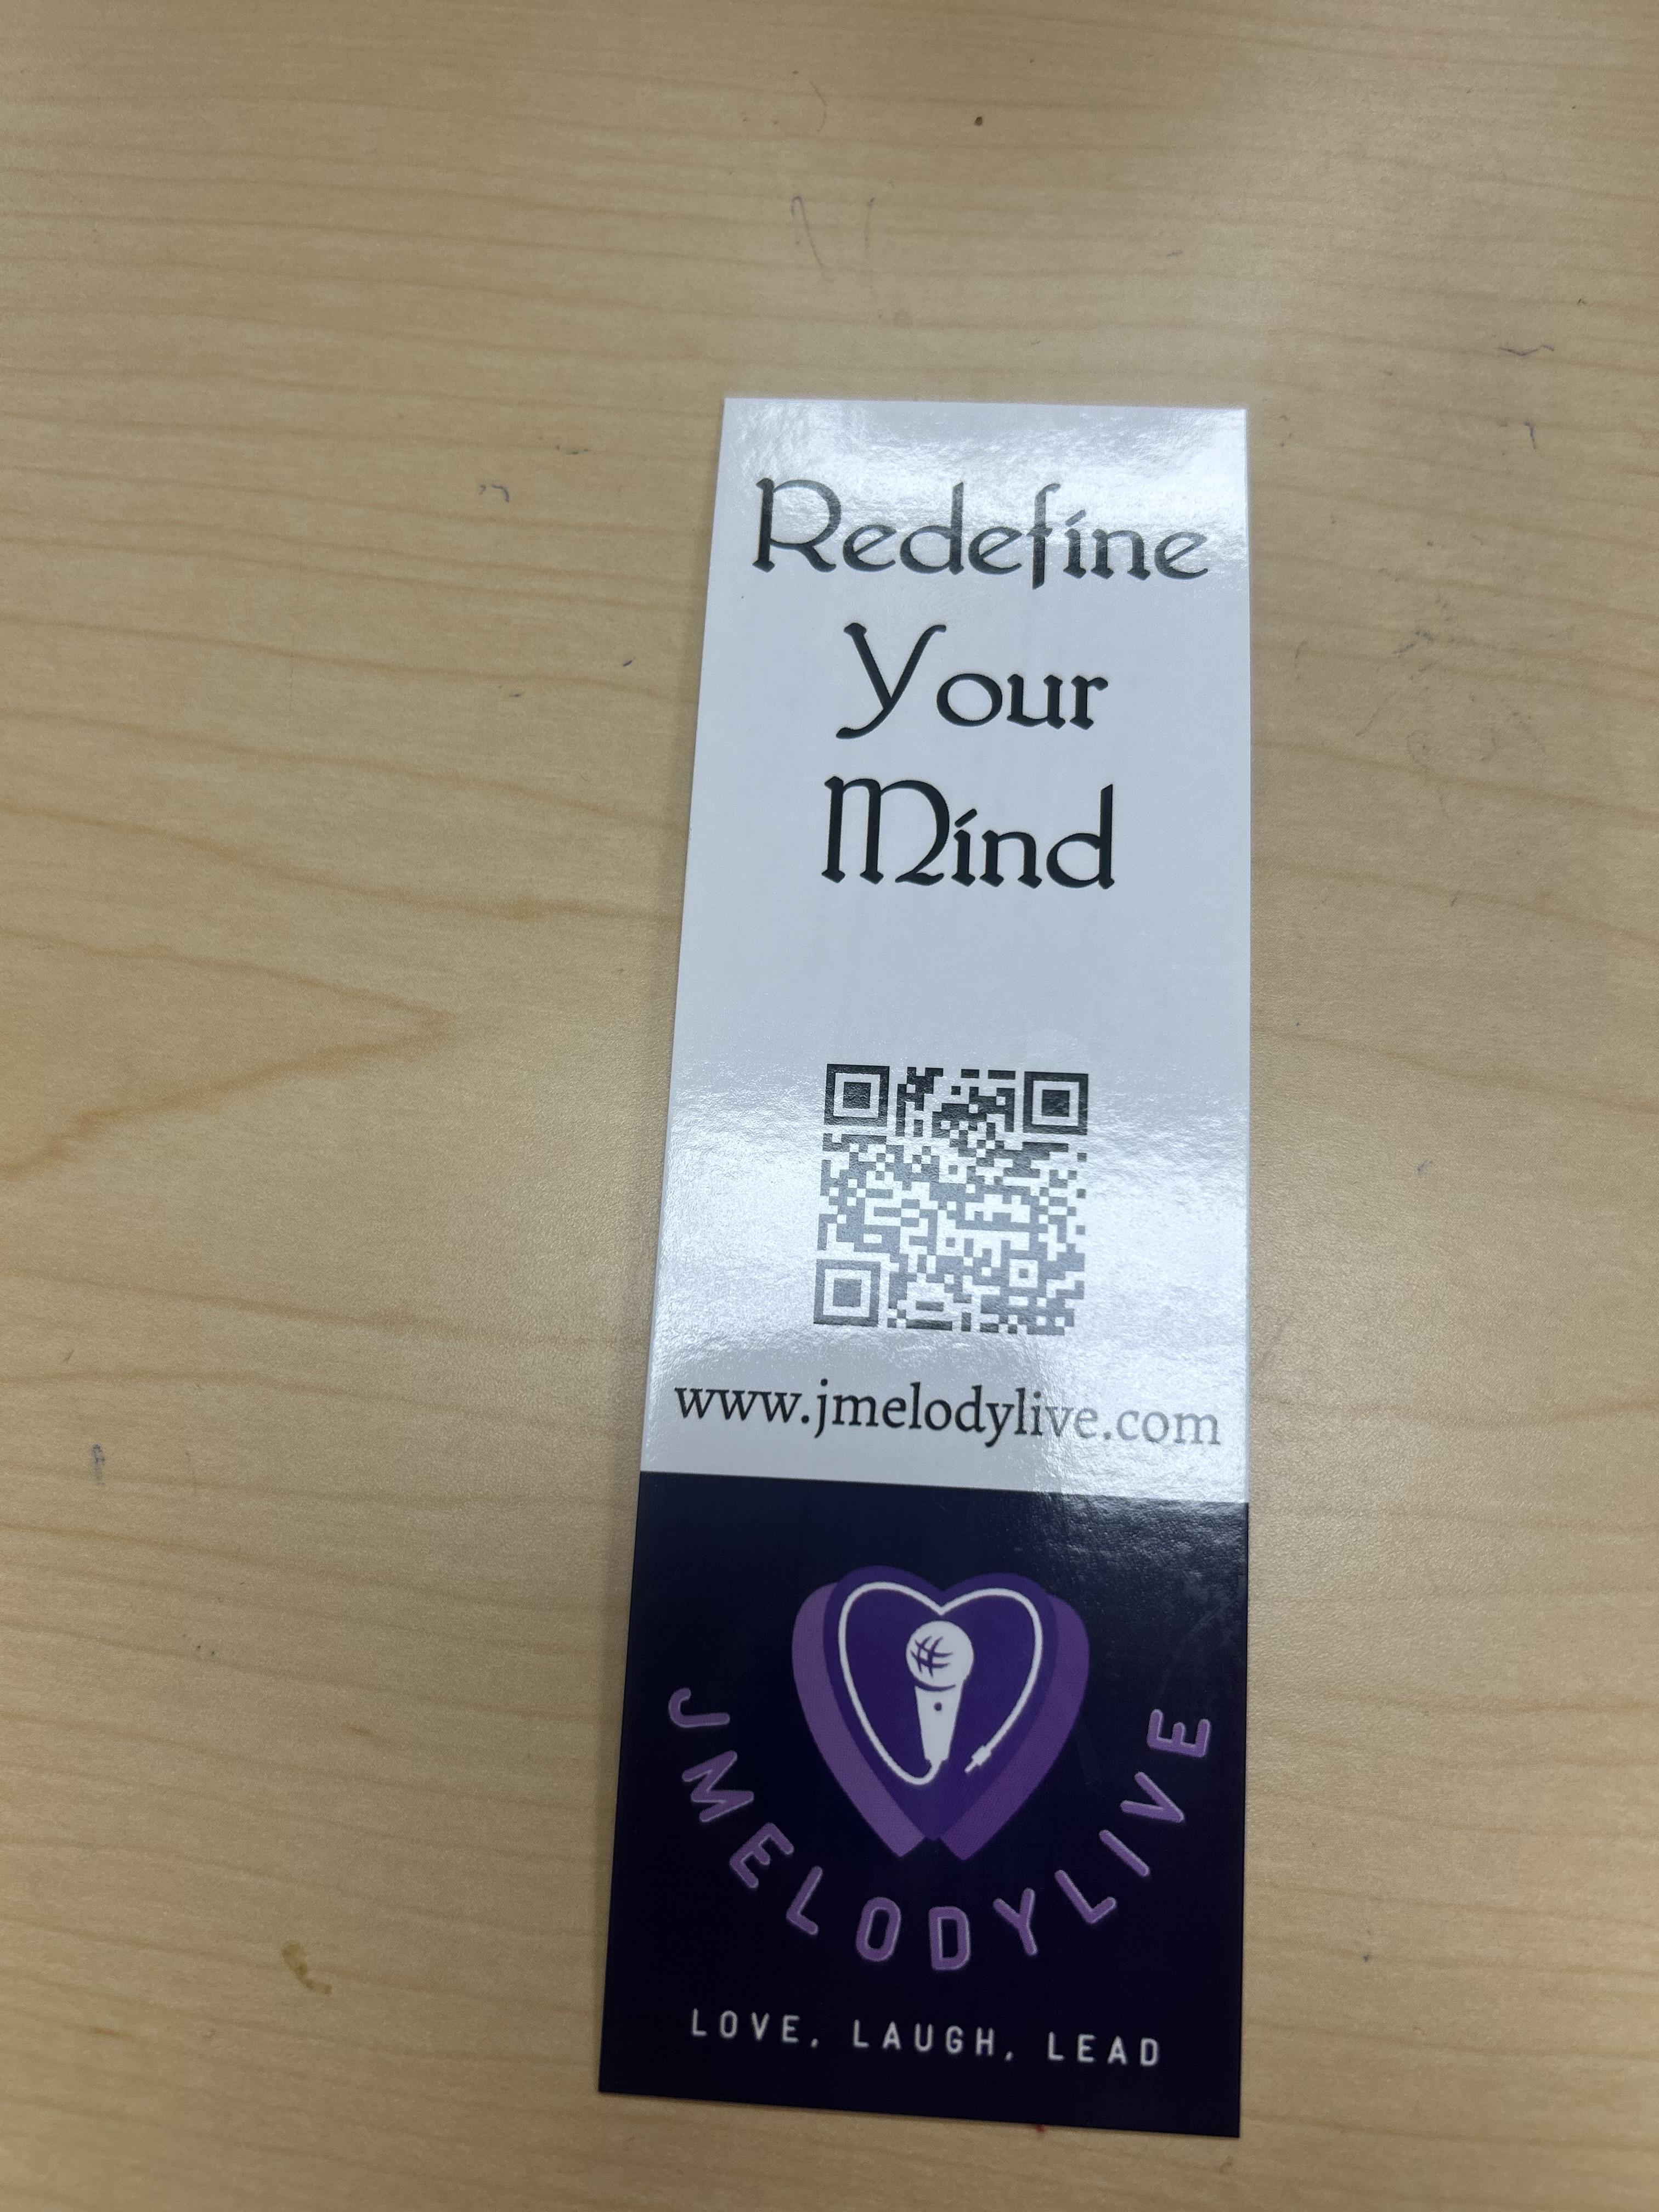 Redefine
Your
Mind
www.jmelodylive.com
JMELODYLIVE
LOVE, LAUGH, LEAD